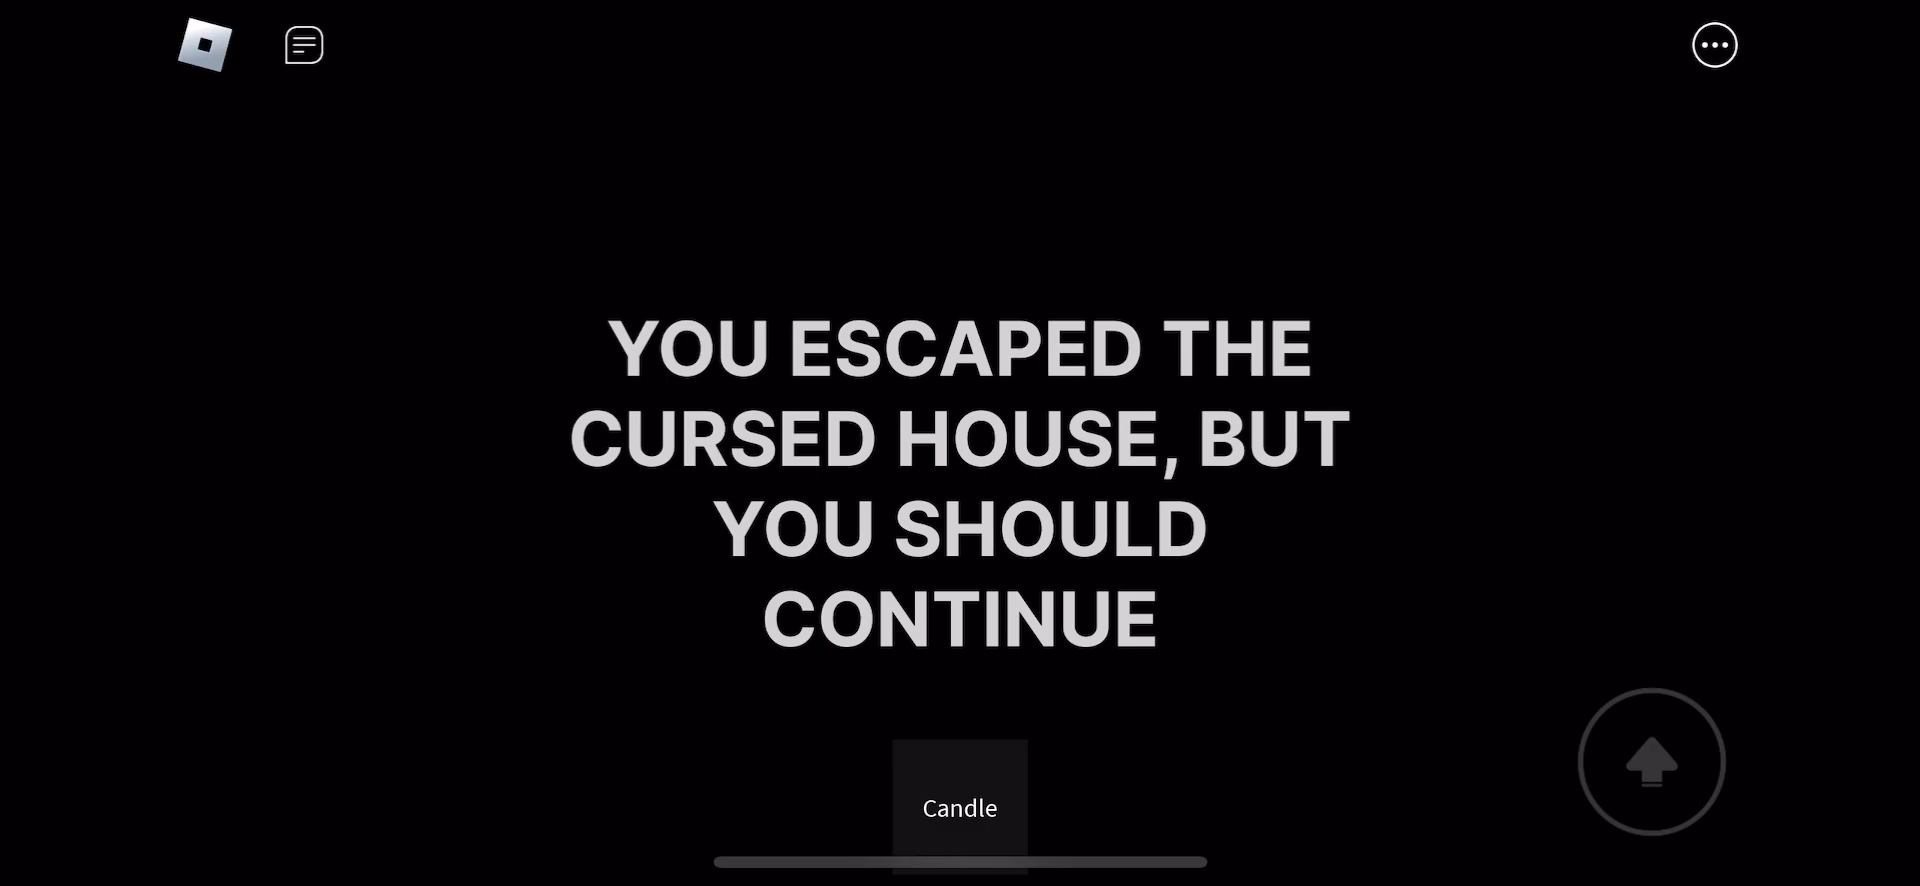 YOU ESCAPED THE
CURSED HOUSE, BUT
YOU SHOULD
CONTINUE
Candle